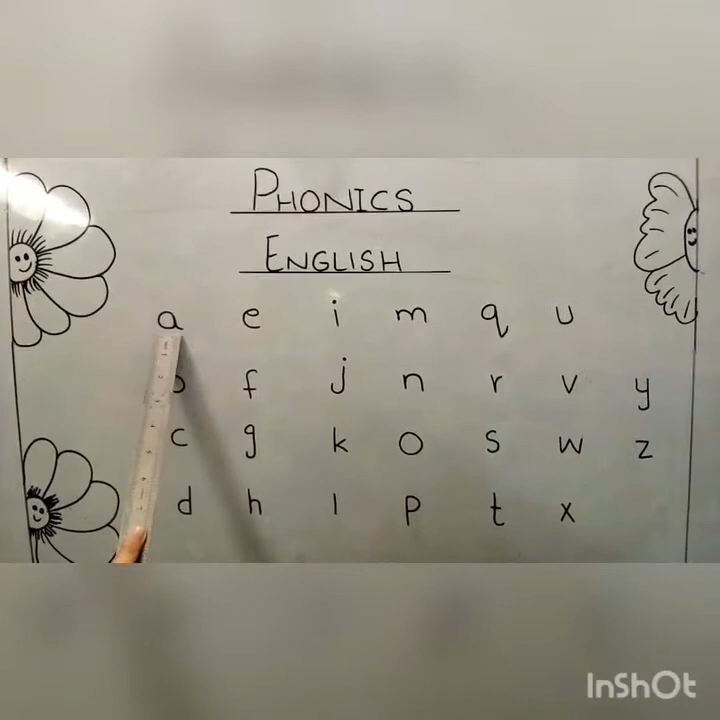 PHONICS
ENGLISH
a e i m q u
b f j n r v y
c g k o s w z
d h l p t x
InShOt